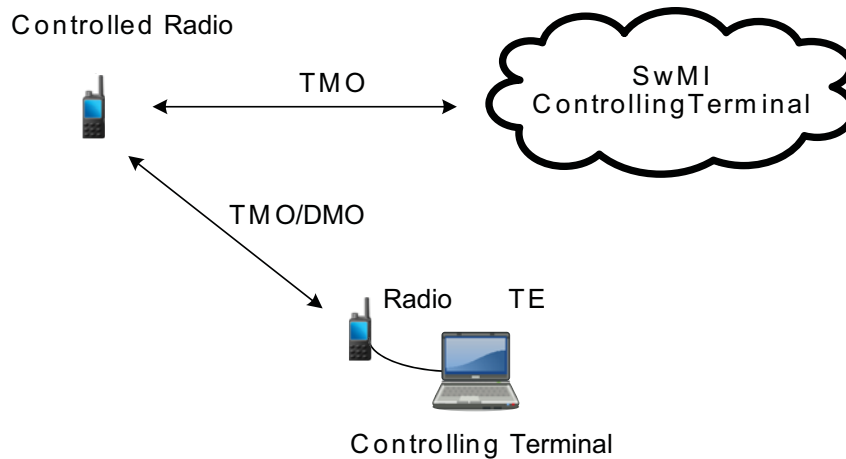 Controlled Radio
TMO
SwMI
ControllingTerminal
TMO/DMO
Radio TE
Controlling Terminal